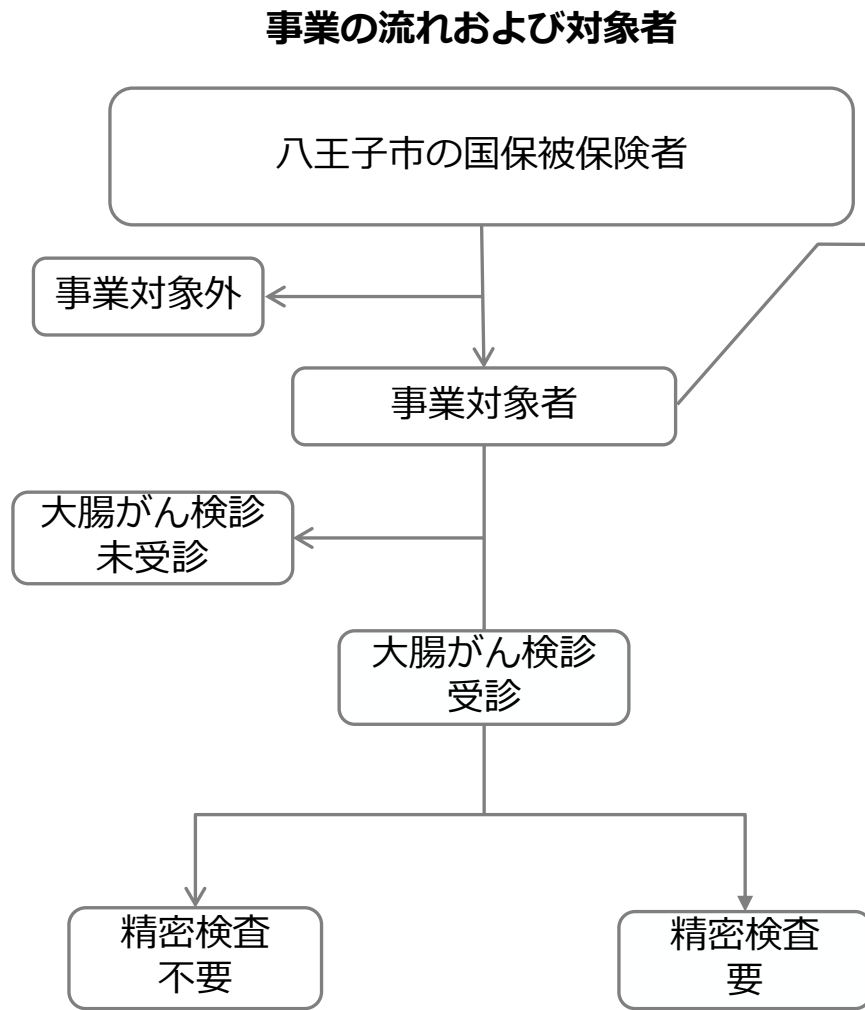 事業の流れおよび対象者
八王子市の国保被保険者
事業対象外
事業対象者
大腸がん検診
未受診
大腸がん検診
受診
精密検査
不要
精密検査
要